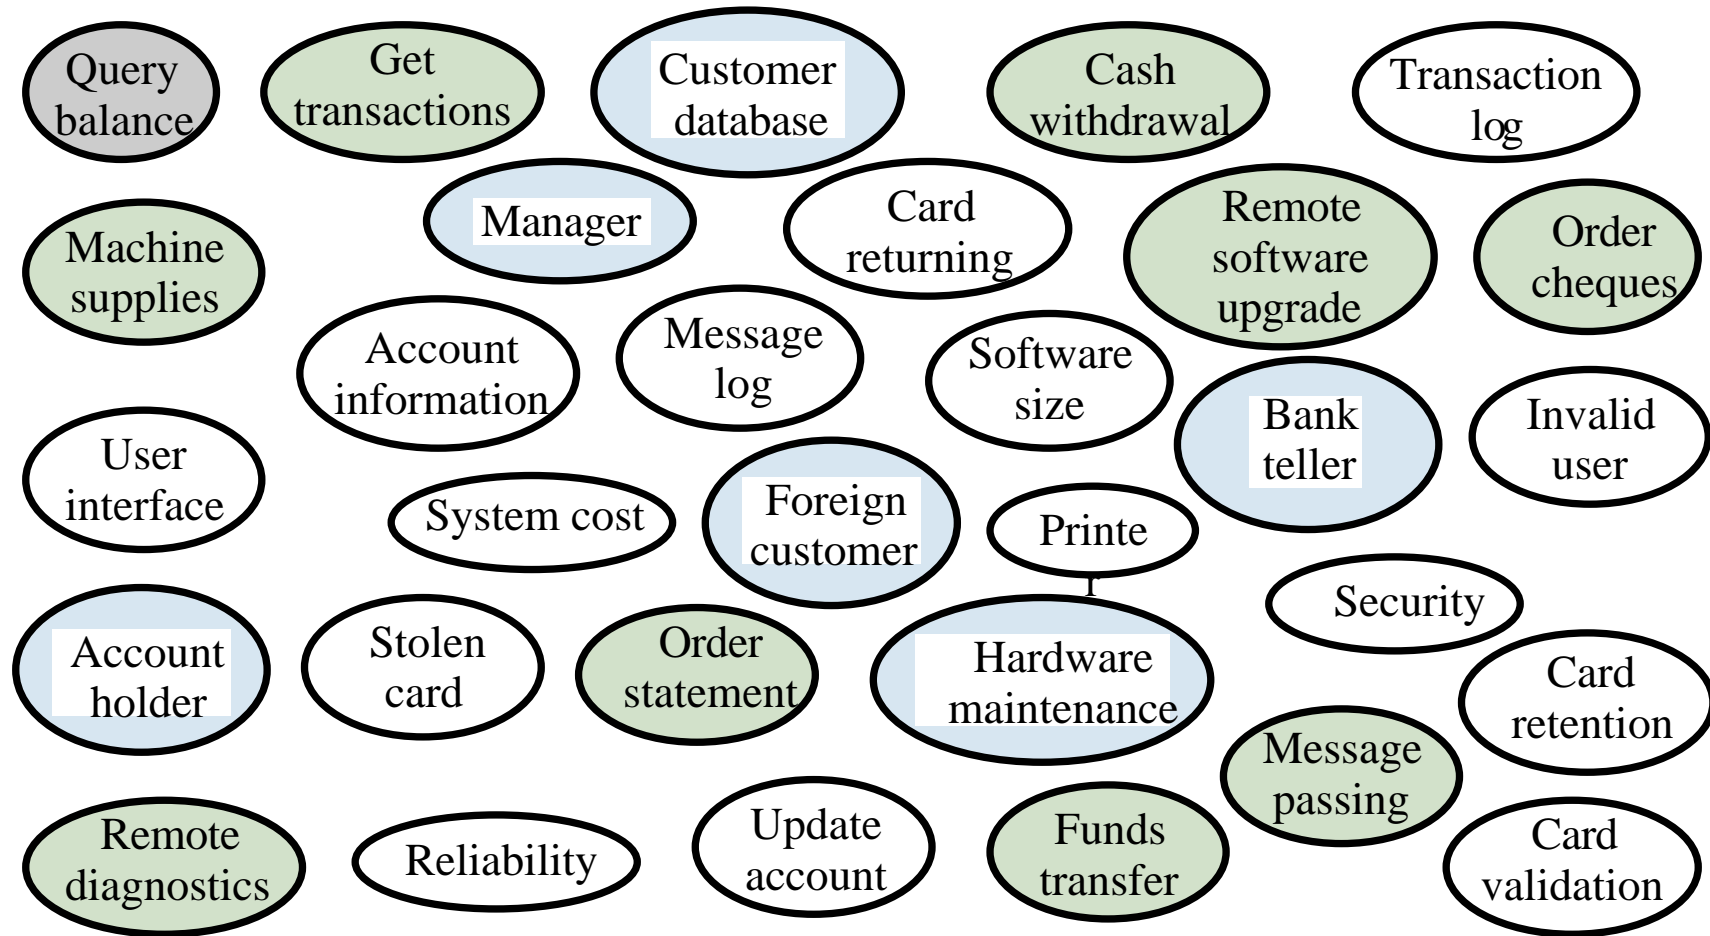 Query
balance
Get
transactions
Customer
database
Cash
withdrawal
Transaction
log
Machine
supplies
Manager
Card
returning
Remote
software
upgrade
Order
cheques
Account
information
Message
log
Software
size
Bank
teller
Invalid
user
User
interface
System cost
Foreign
customer
Printe
r
Security
Account
holder
Stolen
card
Order
statement
Hardware
maintenance
Card
retention
Message
passing
Remote
diagnostics
Reliability
Update
account
Funds
transfer
Card
validation